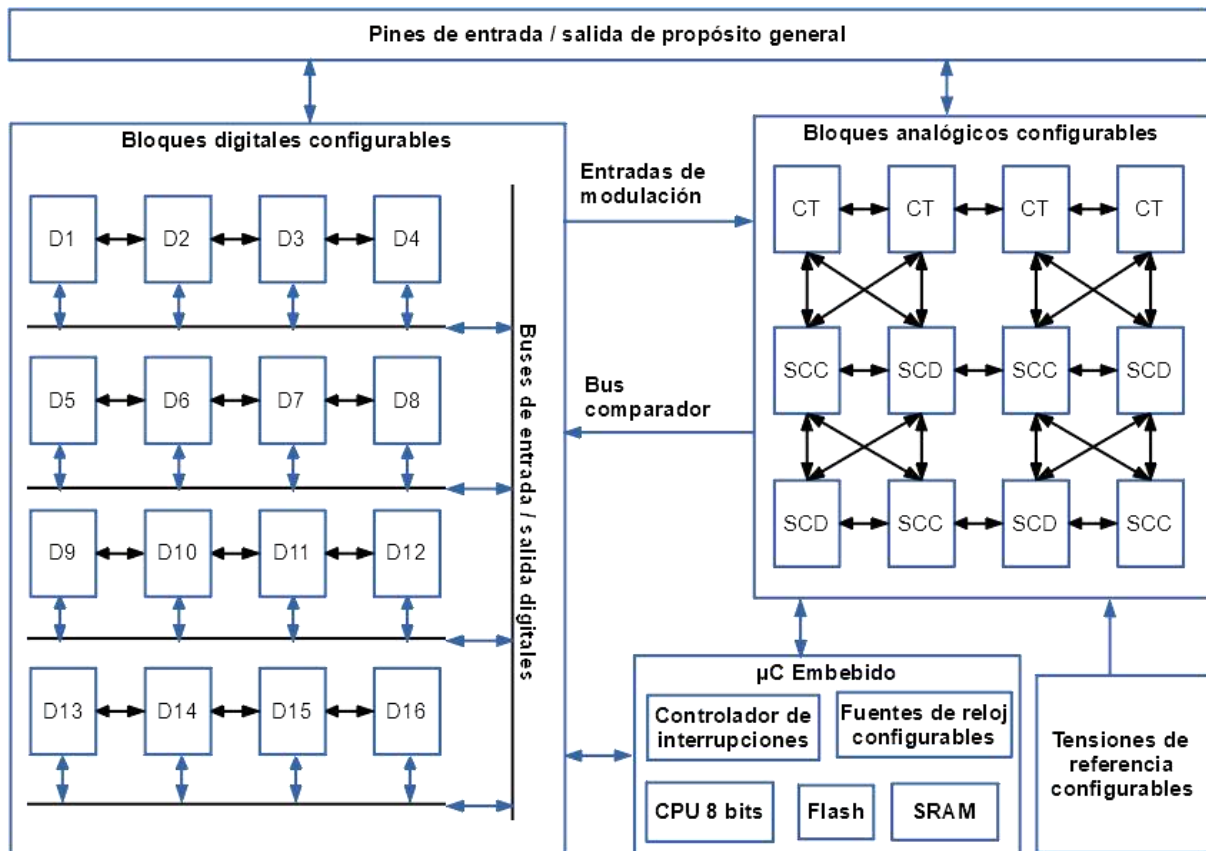 Pines de entrada / salida de propósito general
Bloques digitales configurables
D1 D2 D3 D4
D5 D6 D7 D8
D9 D10 D11 D12
D13 D14 D15 D16
Buses de entrada / salida digitales
Entradas de
modulación
Bus
comparador
Bloques analógicos configurables
CT CT CT CT
SCC SCD SCC SCD
SCD SCC SCD SCC
µC Embebido
Controlador de
interrupciones
Fuentes de reloj
configurables
CPU 8 bits
Flash
SRAM
Tensiones de
referencia
configurables